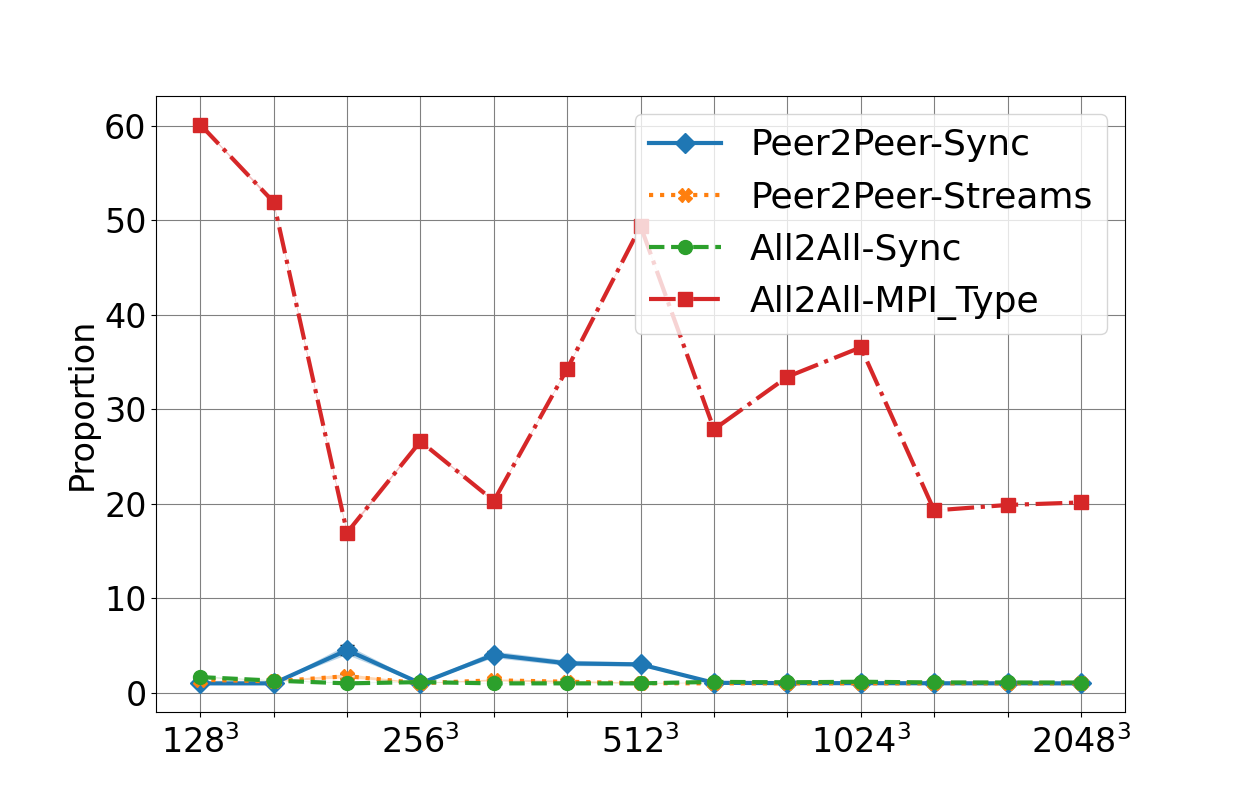 Proportion
60
50
40
30
20
10
0
128³ 256³ 512³ 1024³ 2048³
Peer2Peer-Sync
Peer2Peer-Streams
All2All-Sync
All2All-MPI_Type